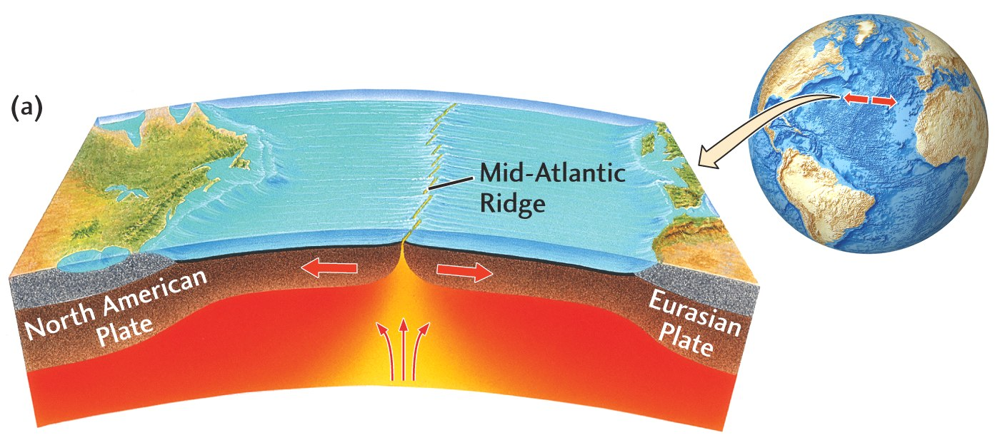 (a)
Mid-Atlantic
Ridge
North American
Plate
Eurasian
Plate